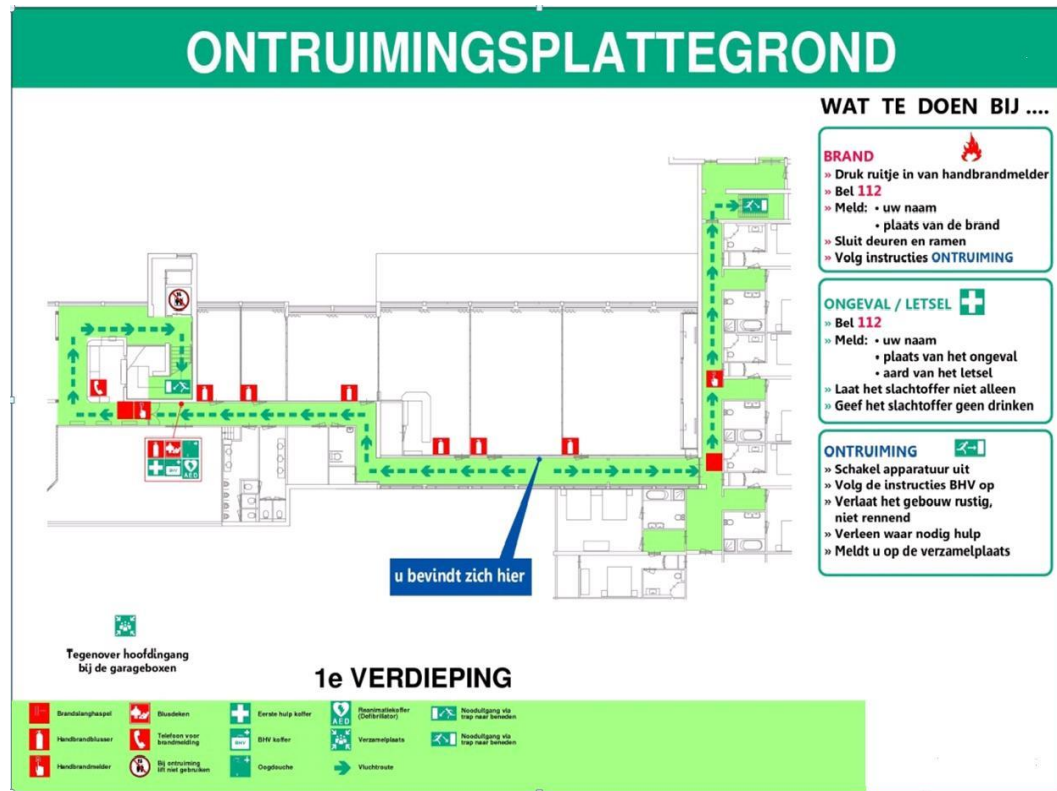 ONTRUIMINGSPLATTEGROND
WAT TE DOEN BIJ ....
BRAND
» Druk ruitje in van handbrandmelder
» Bel 112
» Meld: • uw naam
• plaats van de brand
» Sluit deuren en ramen
» Volg instructies ONTRUIMING
ONGEVAL / LETSEL
» Bel 112
» Meld: • uw naam
• plaats van het ongeval
• aard van het letsel
» Laat het slachtoffer niet alleen
» Geef het slachtoffer geen drinken
ONTRUIMING
» Schakel apparatuur uit
» Volg de instructies BHV op
» Verlaat het gebouw rustig,
niet rennend
» Verleen waar nodig hulp
» Meldt u op de verzamelplaats
BHV
AED
u bevindt zich hier
Tegenover hoofdingang
bij de garageboxen
1e VERDIEPING
Brandslanghaspel
Handbrandblusser
Handbrandmelder
Blusdeken
Telefoon voor
brandmelding
Bij ontruiming
lift niet gebruiken
Eerste hulp koffer
BHV
BHV koffer
Oogdouche
AED
Reanimatiekoffer
(Defibrillator)
Verzamelplaats
Vluchtroute
Nooduitgang via
trap naar beneden
Nooduitgang via
trap naar beneden